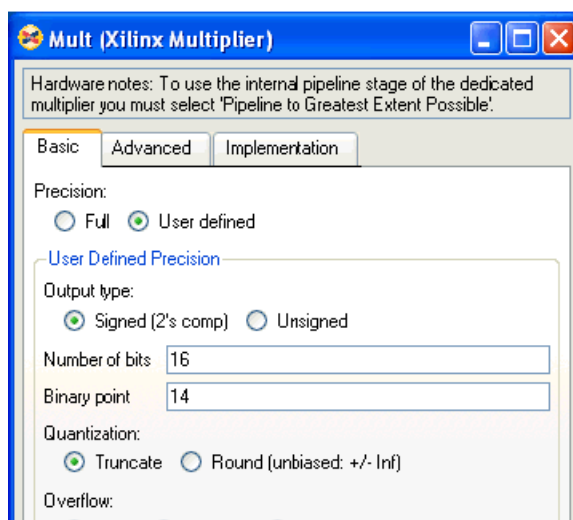 Mult (Xilinx Multiplier)
Hardware notes: To use the internal pipeline stage of the dedicated
multiplier you must select 'Pipeline to Greatest Extent Possible'.
Basic Advanced Implementation
Precision:
Full User defined
User Defined Precision
Output type:
Signed (2's comp) Unsigned
Number of bits 16
Binary point 14
Quantization:
Truncate Round (unbiased: +/- Inf)
Overflow: